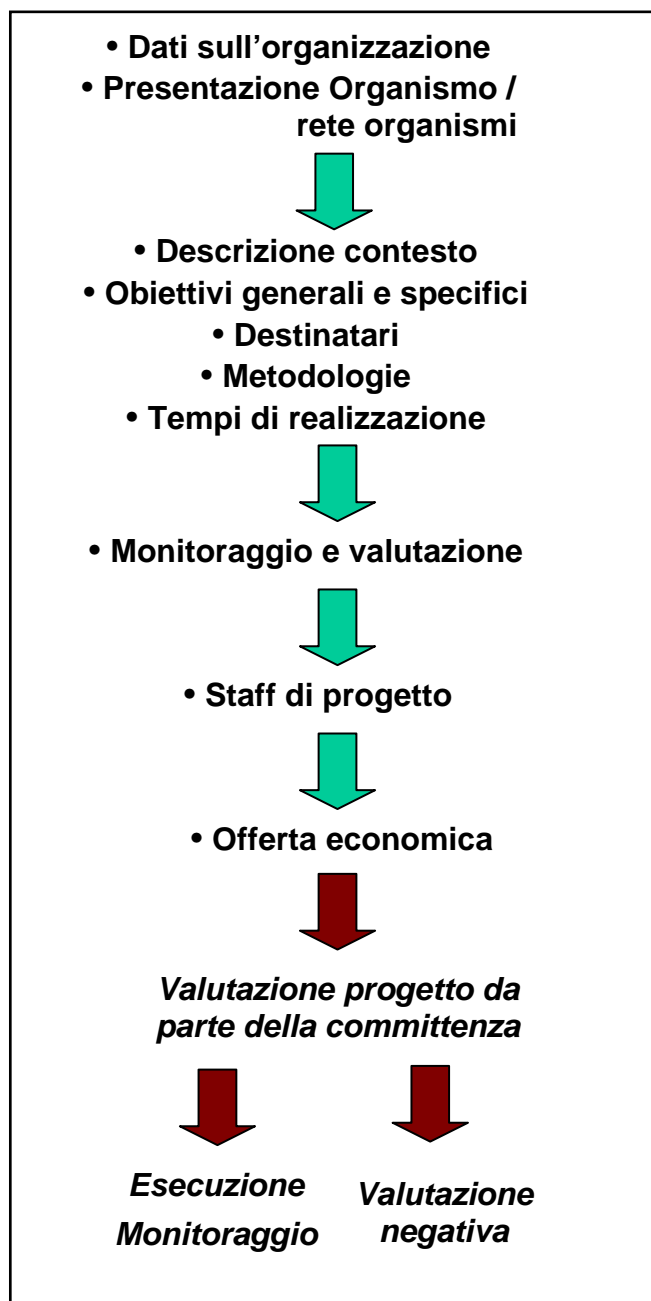 • Dati sull’organizzazione
• Presentazione Organismo /
rete organismi
• Descrizione contesto
• Obiettivi generali e specifici
• Destinatari
• Metodologie
• Tempi di realizzazione
• Monitoraggio e valutazione
• Staff di progetto
• Offerta economica
Valutazione progetto da
parte della committenza
Esecuzione
Monitoraggio
Valutazione
negativa